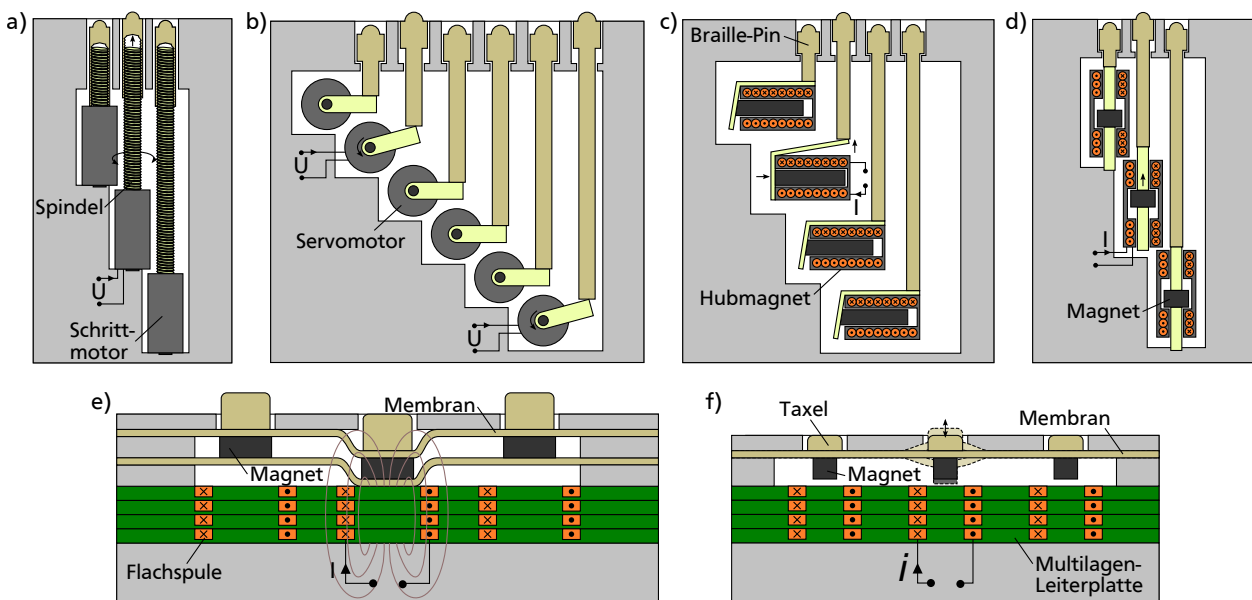 a)
Spindel
U
Schritt-
motor
b)
U
Servomotor
U
c)
Braille-Pin
I
Hubmagnet
d)
I
Magnet
e)
Membran
Magnet
Flachspule
I
f)
Taxel
Membran
Magnet
i
Multilagen-
Leiterplatte